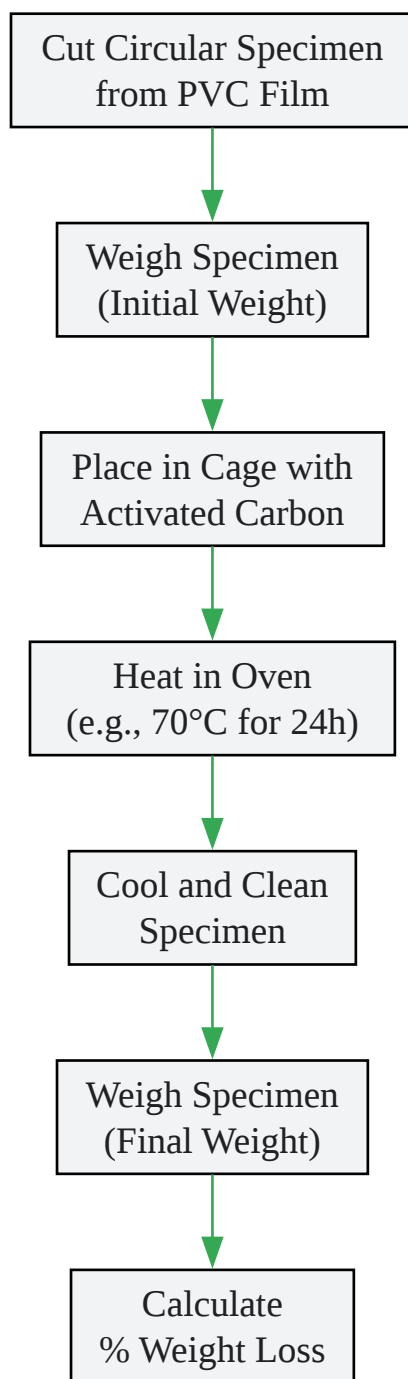 Cut Circular Specimen
from PVC Film
Weigh Specimen
(Initial Weight)
Place in Cage with
Activated Carbon
Heat in Oven
(e.g., 70°C for 24h)
Cool and Clean
Specimen
Weigh Specimen
(Final Weight)
Calculate
% Weight Loss